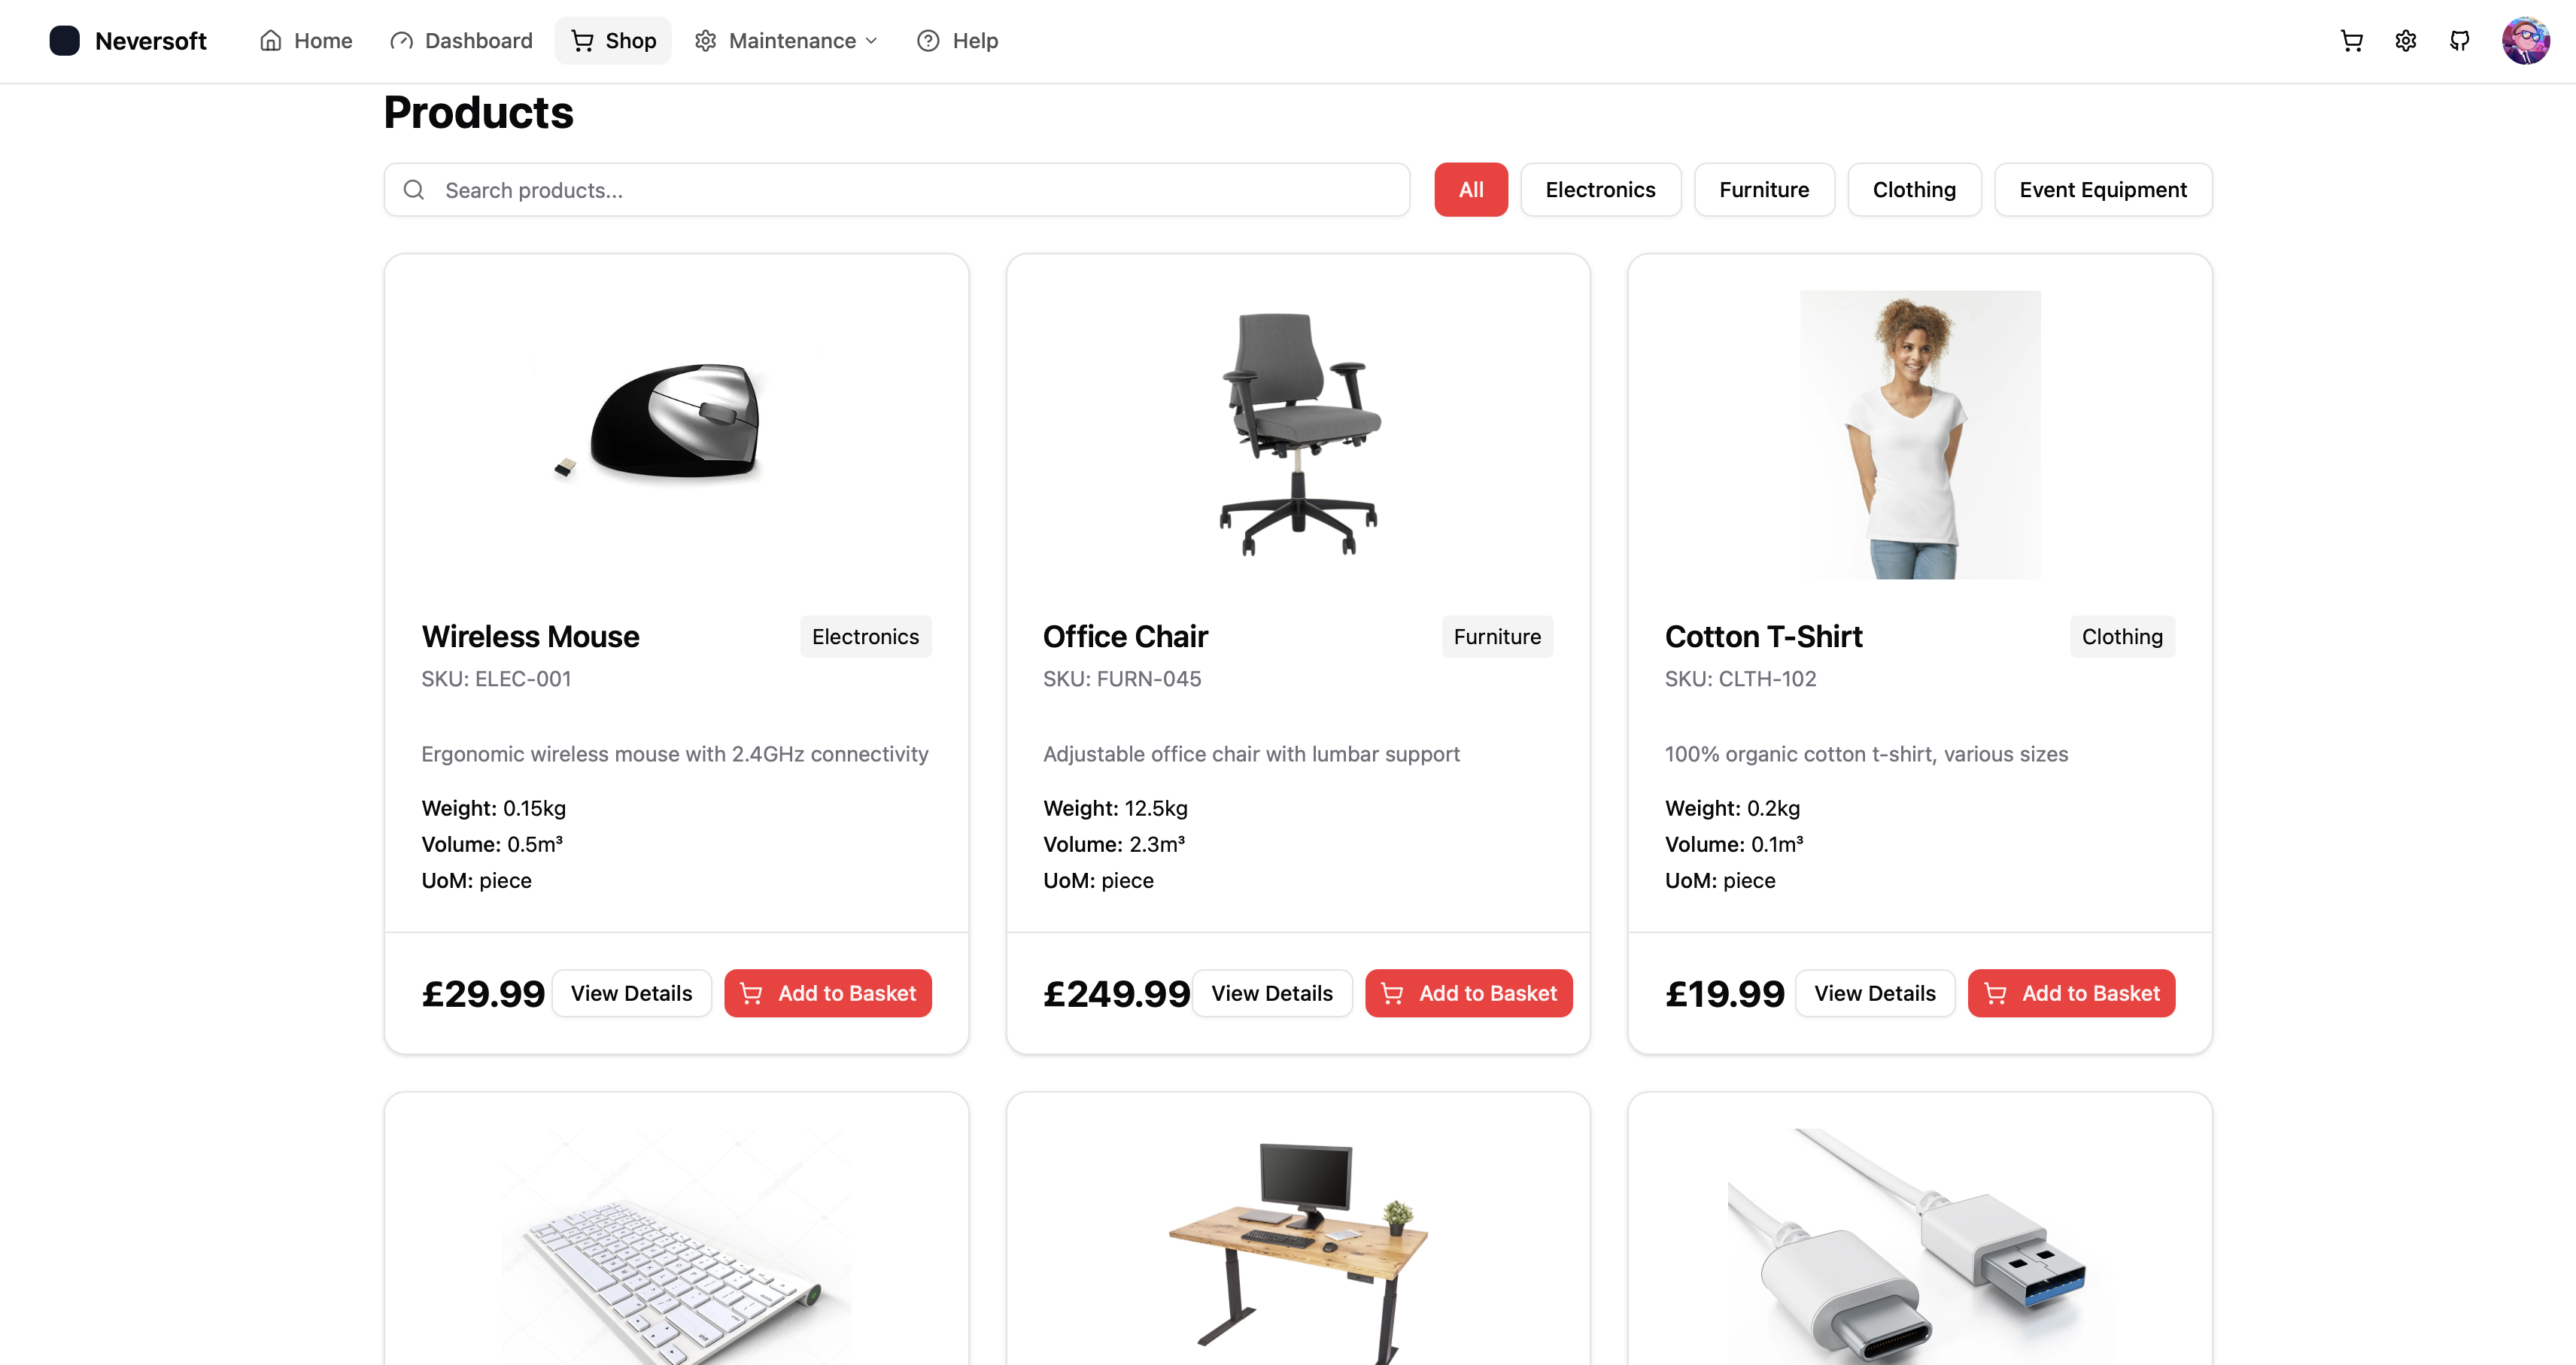 Neversoft Home Dashboard Shop Maintenance Help
Products
Search products... All Electronics Furniture Clothing Event Equipment
Wireless Mouse Electronics
SKU: ELEC-001
Ergonomic wireless mouse with 2.4GHz connectivity
Weight: 0.15kg
Volume: 0.5m³
UoM: piece
£29.99 View Details Add to Basket
Office Chair Furniture
SKU: FURN-045
Adjustable office chair with lumbar support
Weight: 12.5kg
Volume: 2.3m³
UoM: piece
£249.99 View Details Add to Basket
Cotton T-Shirt Clothing
SKU: CLTH-102
100% organic cotton t-shirt, various sizes
Weight: 0.2kg
Volume: 0.1m³
UoM: piece
£19.99 View Details Add to Basket